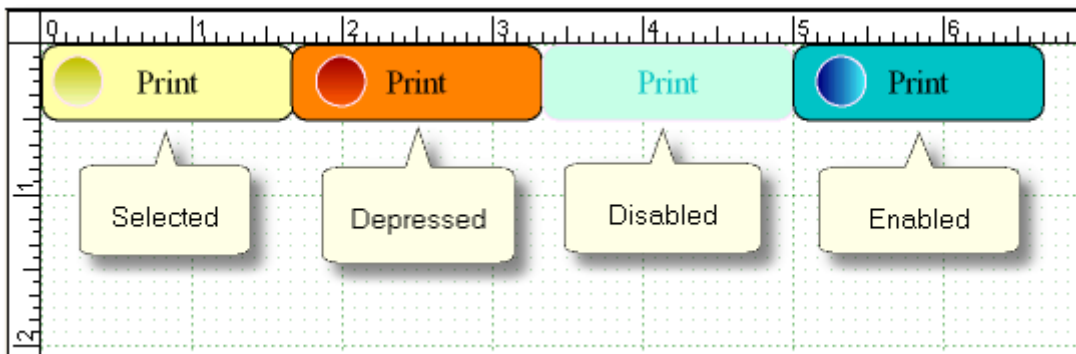 0 1 2 3 4 5 6
Print Print Print Print
Selected Depressed Disabled Enabled
1
2